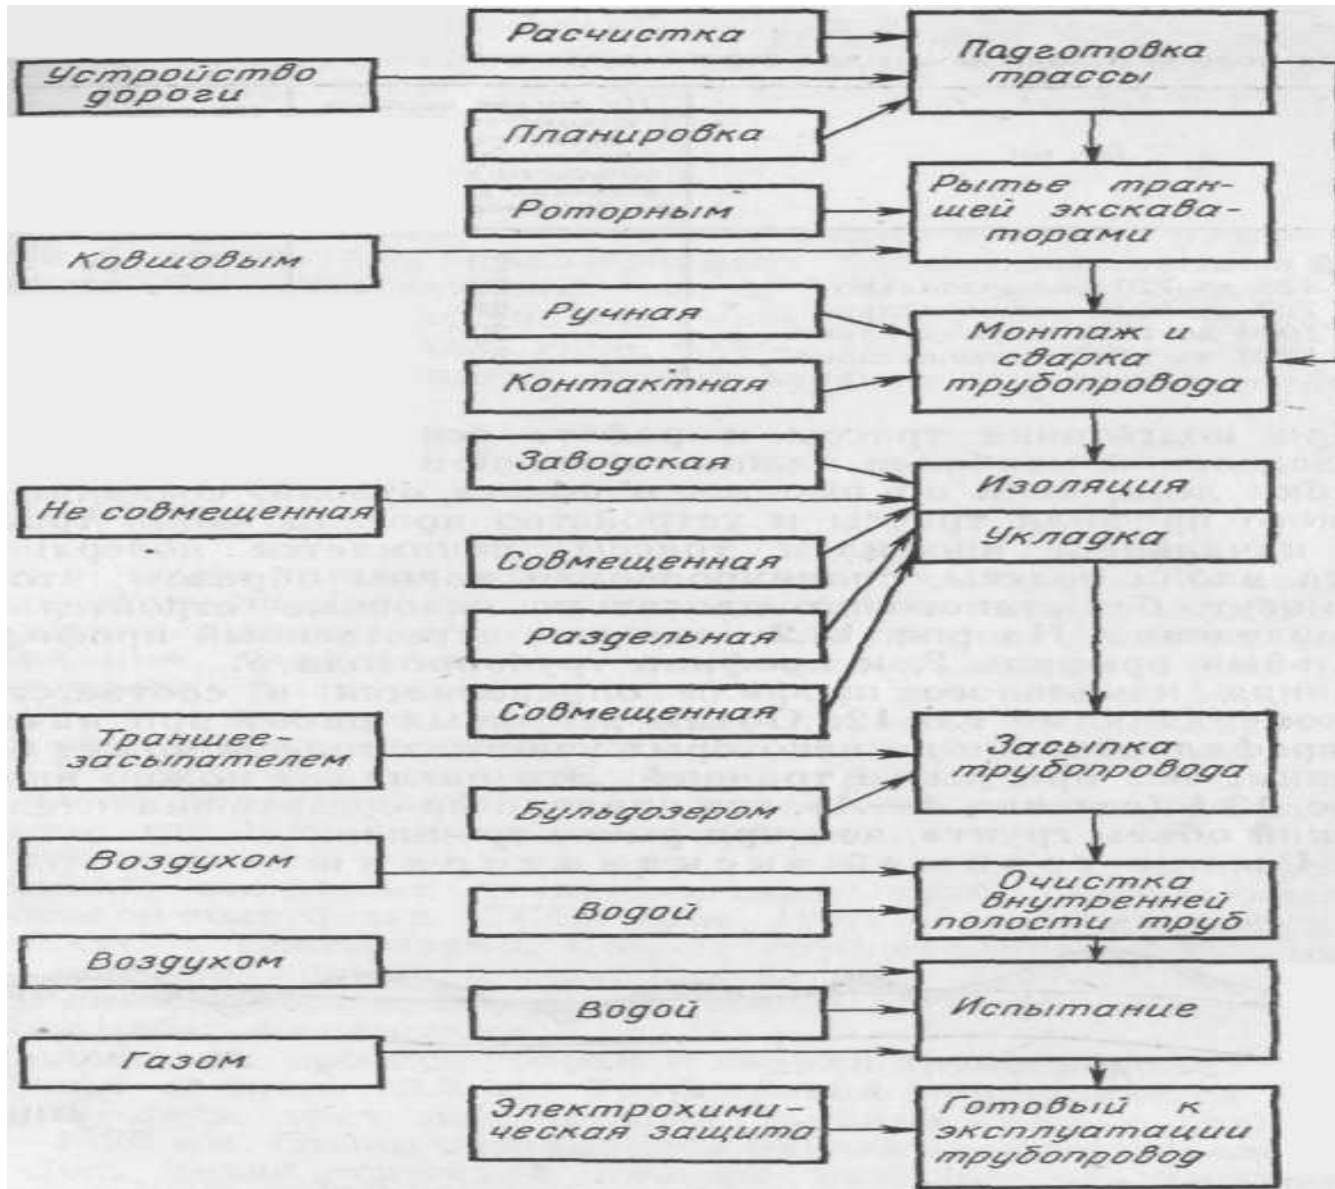 Расчистка
Подготовка
трассы
Устройство
дороги
Планировка
Роторным
Рытье тран-
шей экскава-
торами
Ковшовым
Ручная
Монтаж и
сварка
трубопровода
Контактная
Заводская
Изоляция
Не совмещенная
Укладка
Совмещенная
Раздельная
Совмещенная
Траншее-
засыпателем
Засыпка
трубопровода
Бульдозером
Воздухом
Очистка
внутренней
полости труб
Водой
Воздухом
Водой
Испытание
Газом
Электрохими-
ческая защита
Готовый к
эксплуатации
трубопровод